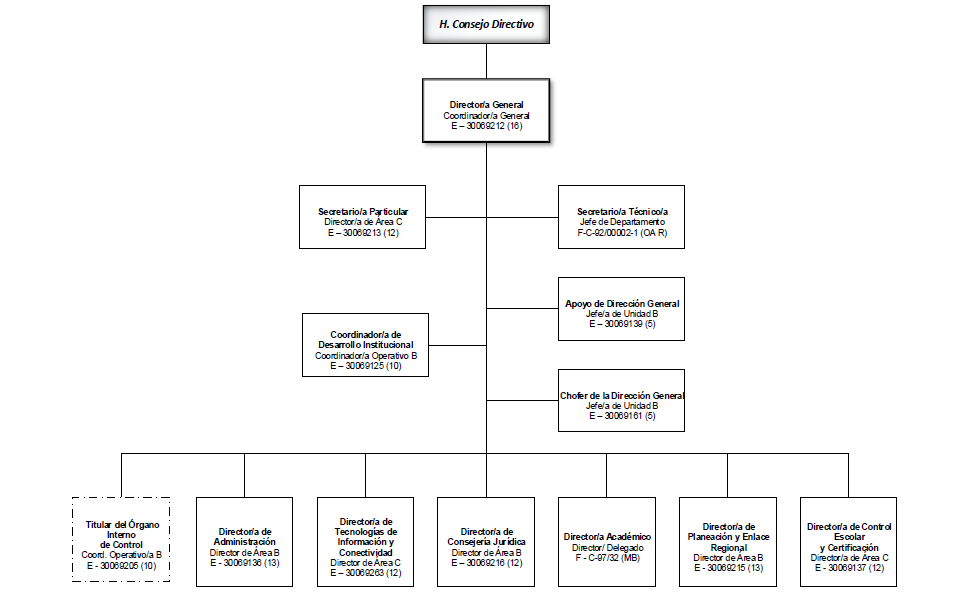 H. Consejo Directivo
Director/a General
Coordinador/a General
E – 30069212 (16)
Secretario/a Particular
Director/a de Área C
E – 30069213 (12)
Secretario/a Técnico/a
Jefe de Departamento
F-C-92/00002-1 (OA R)
Apoyo de Dirección General
Jefe/a de Unidad B
E – 30069139 (5)
Coordinador/a de
Desarrollo Institucional
Coordinador/a Operativo B
E – 30069125 (10)
Chofer de la Dirección General
Jefe/a de Unidad B
E – 30069161 (5)
Titular del Órgano
Interno
de Control
Coord. Operativo/a B
E - 30069205 (10)
Director/a de
Administración
Director de Área B
E - 30069136 (13)
Director/a de
Tecnologías de
Información y
Conectividad
Director de Área C
E – 30069263 (12)
Director/a de
Consejería Jurídica
Director de Área B
E – 30069216 (12)
Director/a Académico
Director/ Delegado
F - C-97/32 (MB)
Director/a de
Planeación y Enlace
Regional
Director de Área B
E - 30069215 (13)
Director/a de Control
Escolar
y Certificación
Director/a de Área C
E - 30069137 (12)